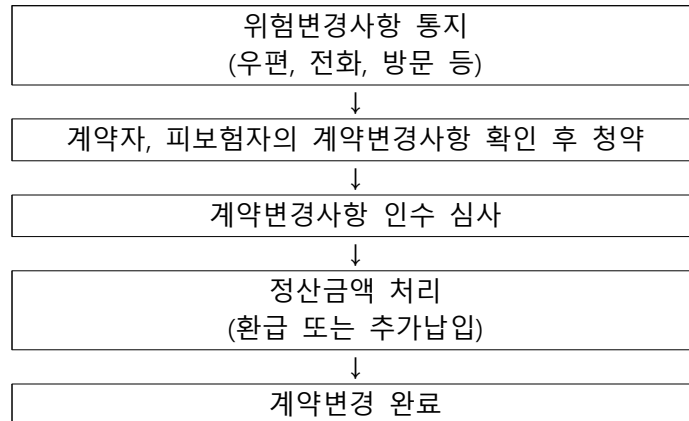 위험변경사항 통지
(우편, 전화, 방문 등)
↓
계약자, 피보험자의 계약변경사항 확인 후 청약
↓
계약변경사항 인수 심사
↓
정산금액 처리
(환급 또는 추가납입)
↓
계약변경 완료